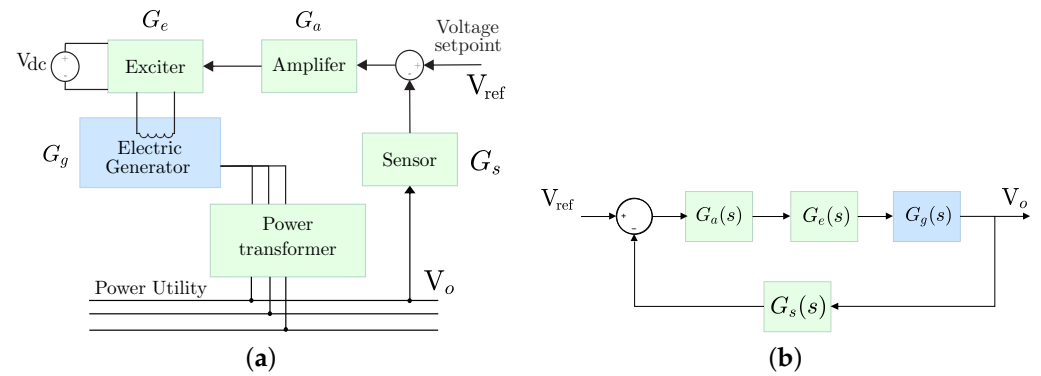 G_e
G_a
Voltage
setpoint
V_dc
+
-
Exciter
Amplifer
+
-
V_ref
G_g
Electric
Generator
Sensor
G_s
Power
transformer
Power Utility
V_o
(a)
V_ref
+
-
G_a(s)
G_e(s)
G_g(s)
V_o
G_s(s)
(b)